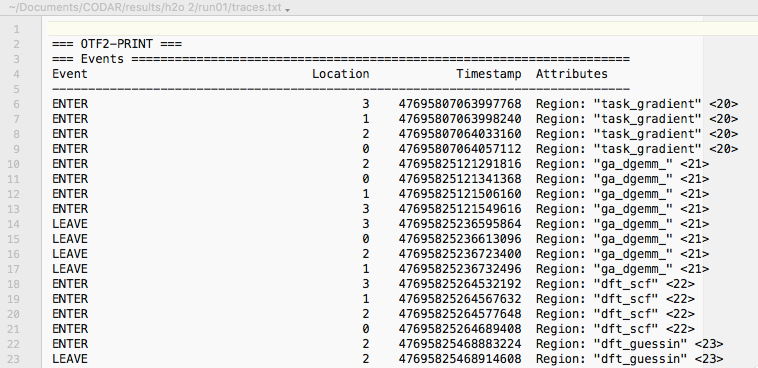 ~/Documents/CODAR/results/h2o 2/run01/traces.txt
1
2 === OTF2-PRINT ===
3 === Events =====================================================================
4 Event Location Timestamp Attributes
5 --------------------------------------------------------------------------------
6 ENTER 3 47695807063997768 Region: "task_gradient" <20>
7 ENTER 1 47695807063998240 Region: "task_gradient" <20>
8 ENTER 2 47695807064033160 Region: "task_gradient" <20>
9 ENTER 0 47695807064057112 Region: "task_gradient" <20>
10 ENTER 2 47695825121291816 Region: "ga_dgemm_" <21>
11 ENTER 0 47695825121341368 Region: "ga_dgemm_" <21>
12 ENTER 1 47695825121506160 Region: "ga_dgemm_" <21>
13 ENTER 3 47695825121549616 Region: "ga_dgemm_" <21>
14 LEAVE 3 47695825236595864 Region: "ga_dgemm_" <21>
15 LEAVE 0 47695825236613096 Region: "ga_dgemm_" <21>
16 LEAVE 2 47695825236723400 Region: "ga_dgemm_" <21>
17 LEAVE 1 47695825236732496 Region: "ga_dgemm_" <21>
18 ENTER 3 47695825264532192 Region: "dft_scf" <22>
19 ENTER 1 47695825264567632 Region: "dft_scf" <22>
20 ENTER 2 47695825264577648 Region: "dft_scf" <22>
21 ENTER 0 47695825264689408 Region: "dft_scf" <22>
22 ENTER 2 47695825468883224 Region: "dft_guessin" <23>
23 LEAVE 2 47695825468914608 Region: "dft_guessin" <23>